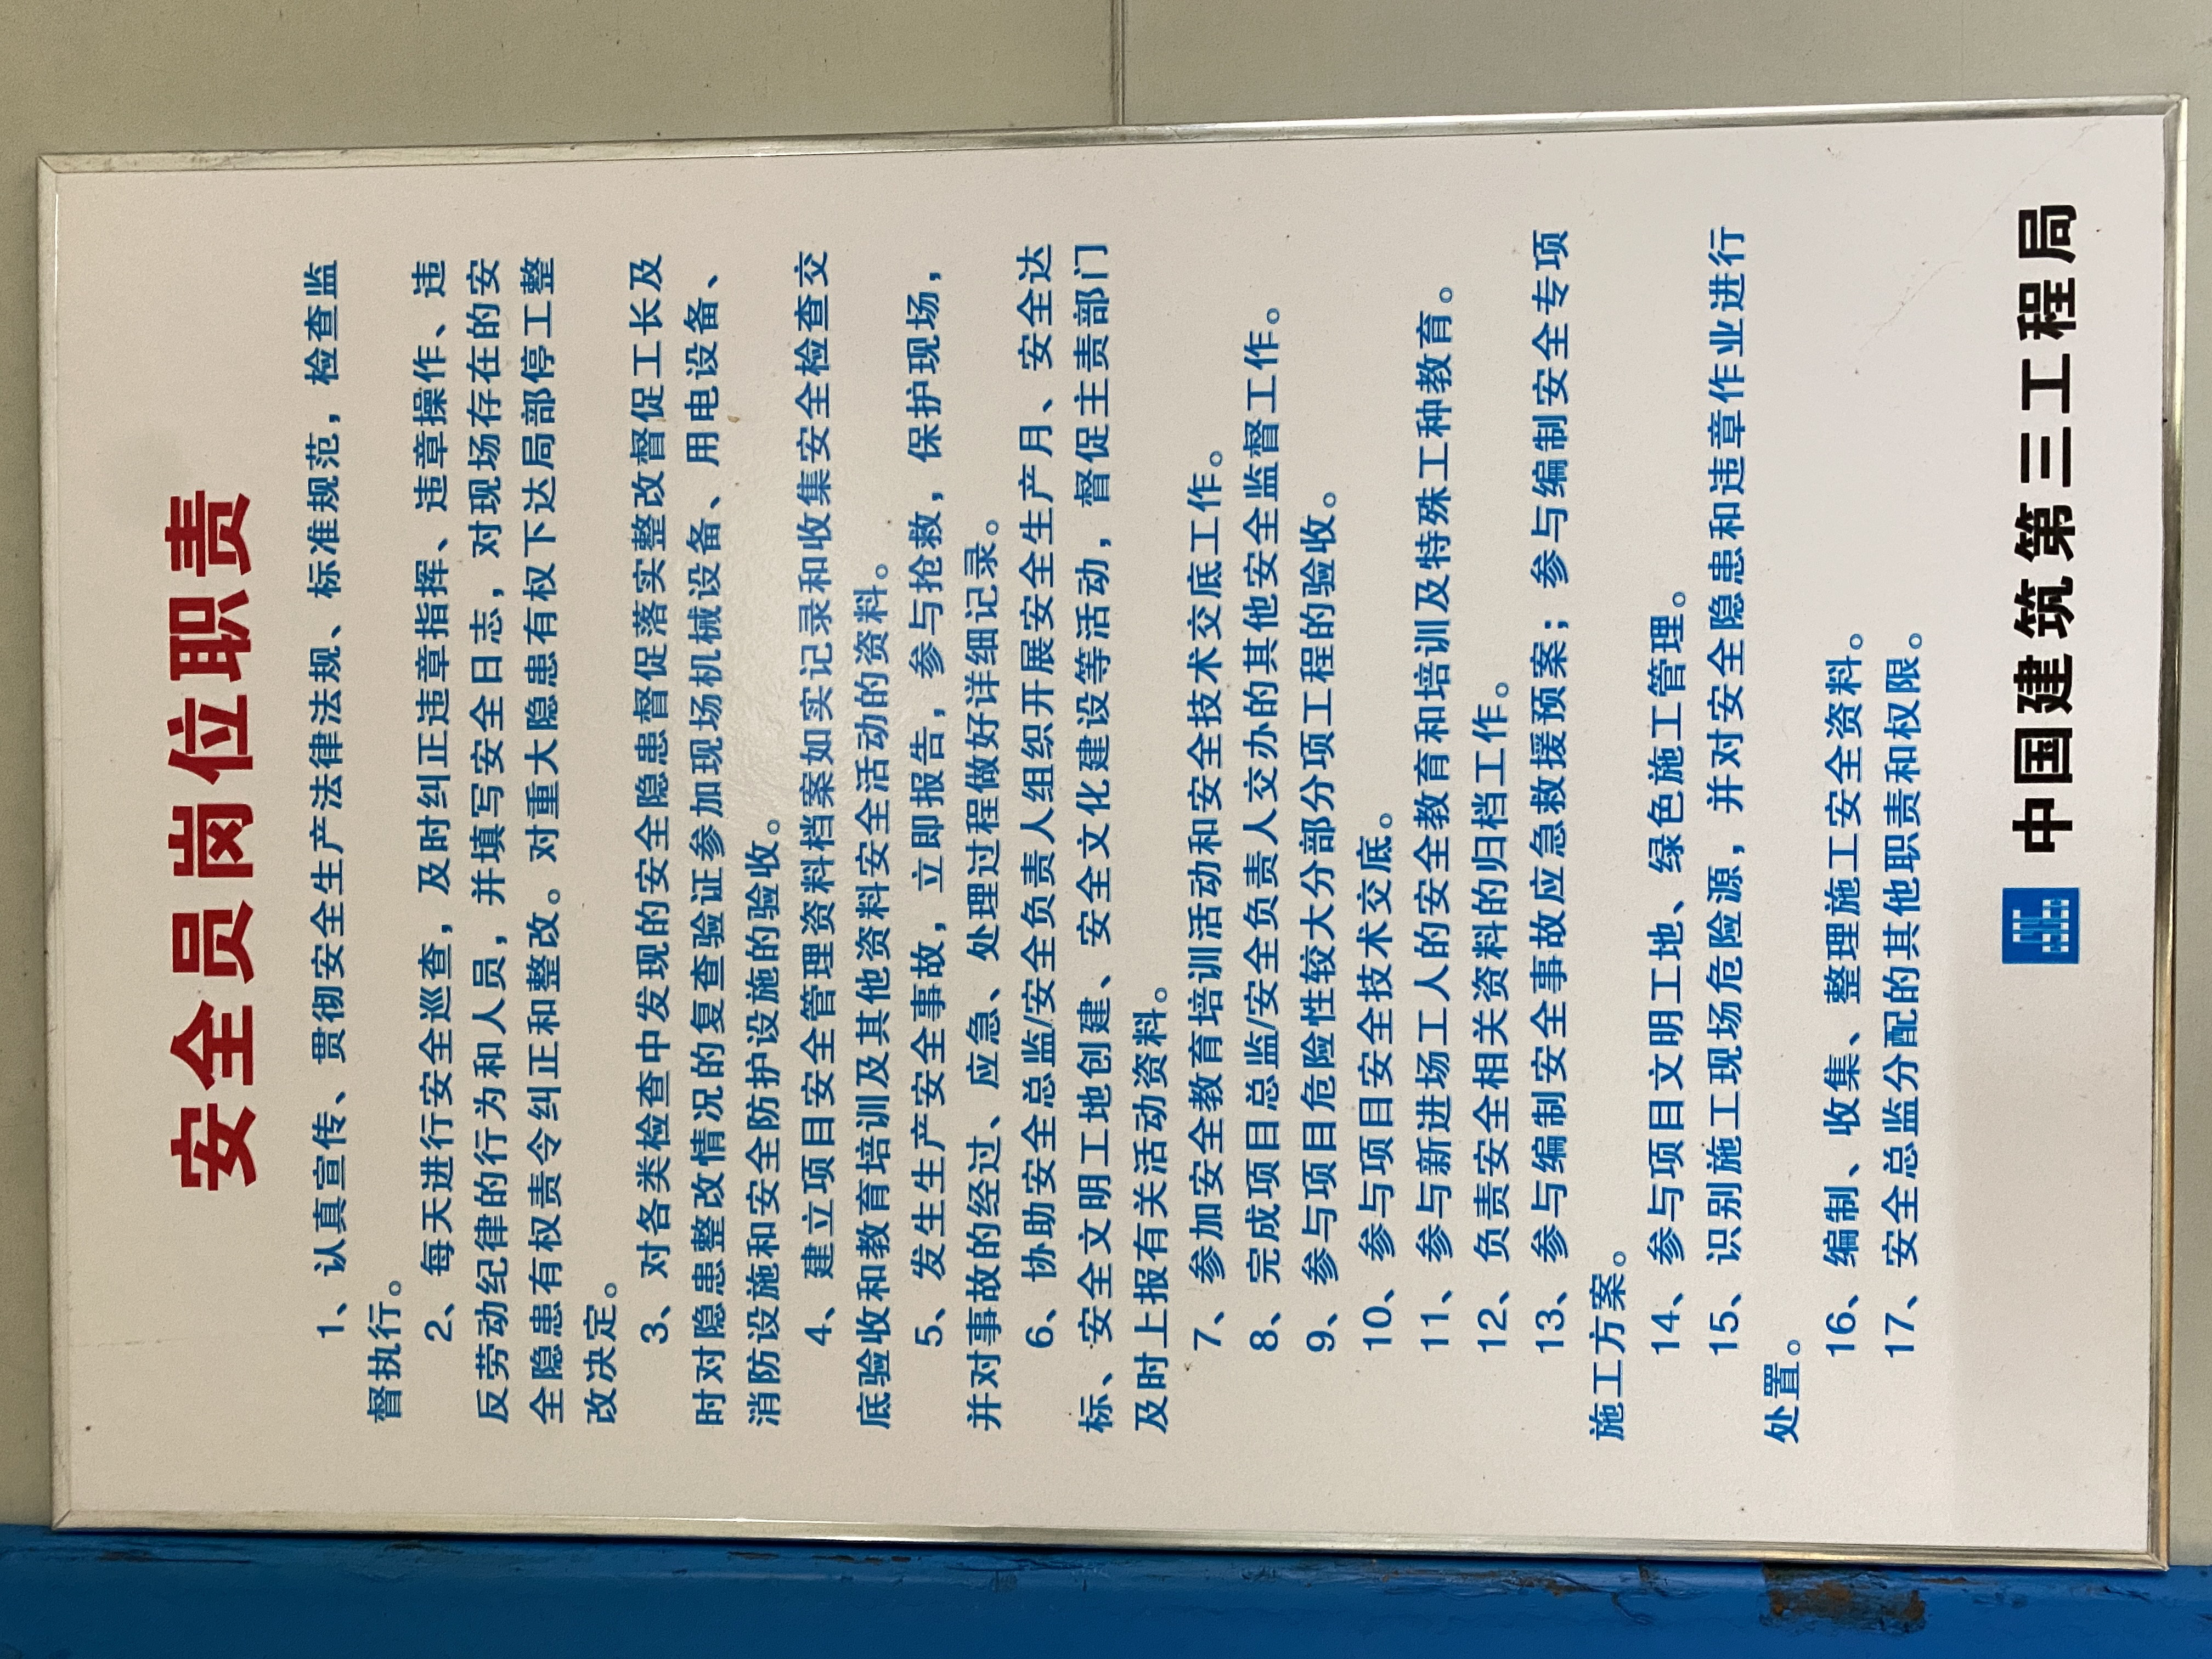 安全员岗位职责
1、认真宣传、贯彻安全生产法律法规、标准规范，检查监
督执行。
2、每天进行安全巡查，及时纠正违章指挥、违章操作、违
反劳动纪律的行为和人员，并填写安全日志，对现场存在的安
全隐患有权责令纠正和整改。对重大隐患有权下达局部停工整
改决定。
3、对各类检查中发现的安全隐患督促落实整改督促工长及
时对隐患整改情况的复查验证参加现场机械设备、用电设备、
消防设施和安全防护设施的验收。
4、建立项目安全管理资料档案如实记录和收集安全检查交
底验收和教育培训及其他资料安全活动的资料。
5、发生生产安全事故，立即报告，参与抢救，保护现场，
并对事故的经过、应急、处理过程做好详细记录。
6、协助安全总监/安全负责人组织开展安全生产月、安全达
标、安全文明工地创建、安全文化建设等活动，督促主责部门
及时上报有关活动资料。
7、参加安全教育培训活动和安全技术交底工作。
8、完成项目总监/安全负责人交办的其他安全监督工作。
9、参与项目危险性较大分部分项工程的验收。
10、参与项目安全技术交底。
11、参与新进场工人的安全教育和培训及特殊工种教育。
12、负责安全相关资料的归档工作。
13、参与编制安全事故应急救援预案；参与编制安全专项
施工方案。
14、参与项目文明工地、绿色施工管理。
15、识别施工现场危险源，并对安全隐患和违章作业进行
处置。
16、编制、收集、整理施工安全资料。
17、安全总监分配的其他职责和权限。
中国建筑第三工程局